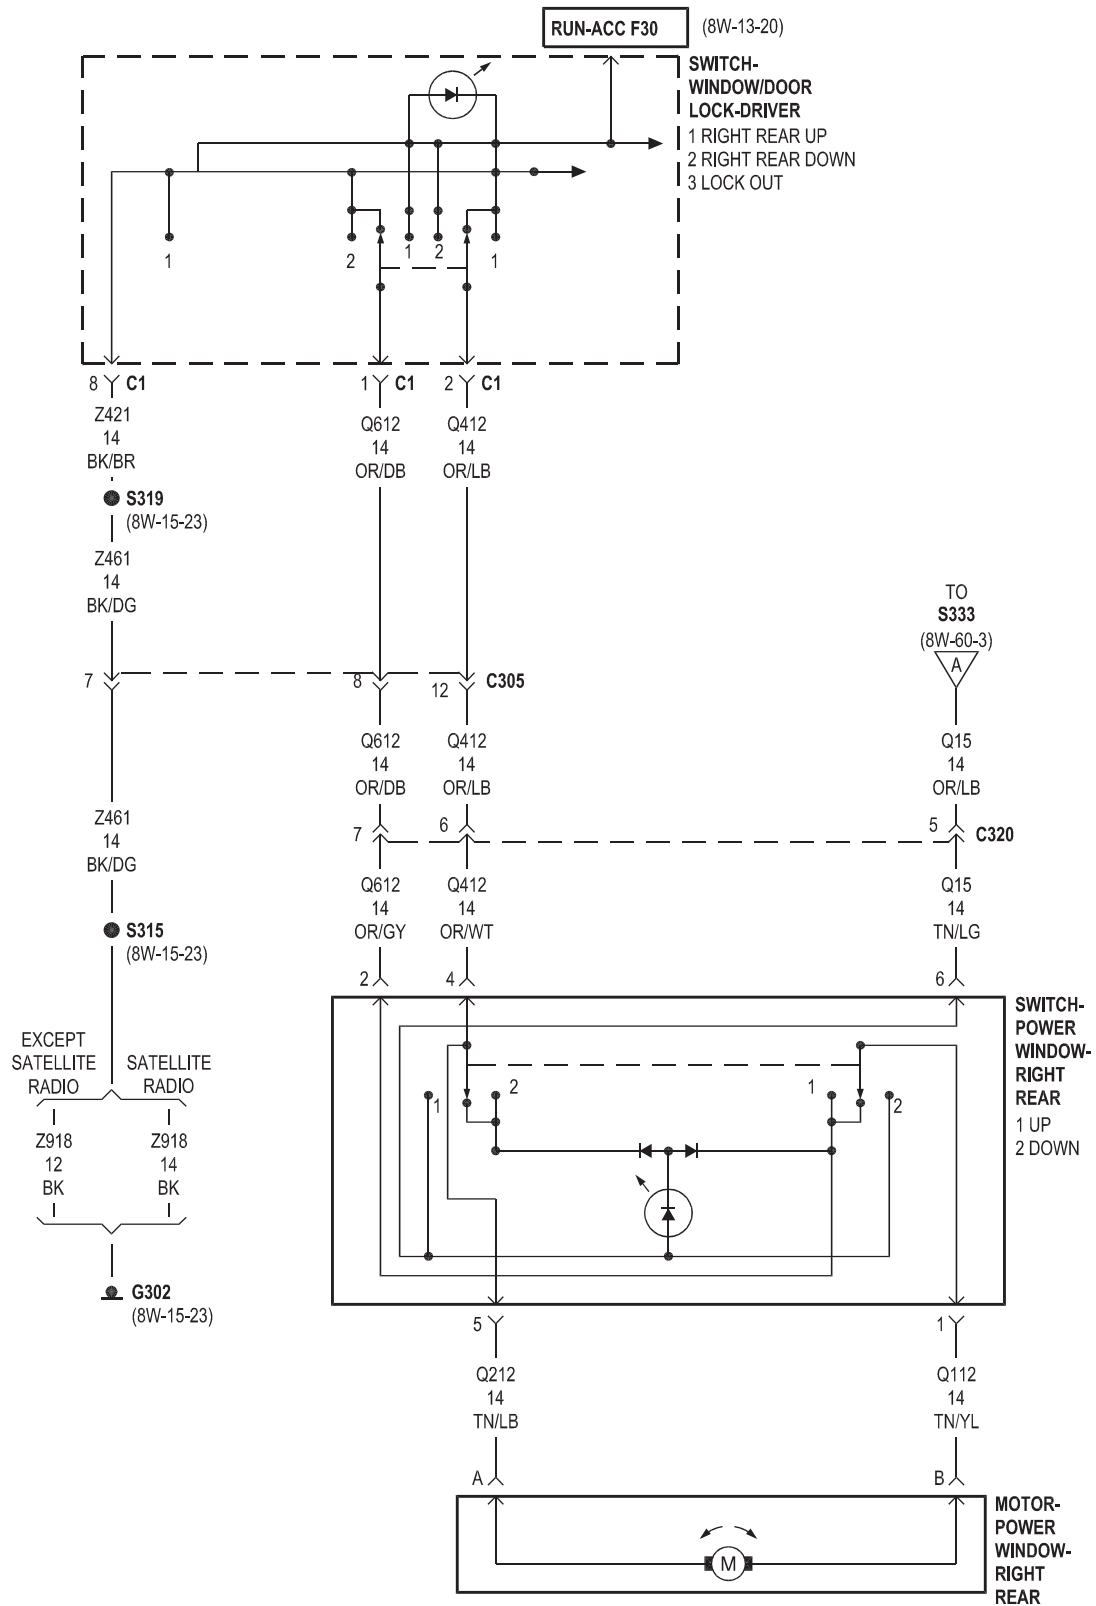 RUN-ACC F30
(8W-13-20)
SWITCH-
WINDOW/DOOR
LOCK-DRIVER
1 RIGHT REAR UP
2 RIGHT REAR DOWN
3 LOCK OUT
1
2
1
2
1
8
C1
1
C1
2
C1
Z421
14
BK/BR
Q612
14
OR/DB
Q412
14
OR/LB
S319
(8W-15-23)
Z461
14
BK/DG
TO
S333
(8W-60-3)
A
7
8
12
C305
Q612
14
OR/DB
Q412
14
OR/LB
Q15
14
OR/LB
Z461
14
BK/DG
7
6
5
C320
Q612
14
OR/GY
Q412
14
OR/WT
Q15
14
TN/LG
S315
(8W-15-23)
2
4
6
SWITCH-
POWER
WINDOW-
RIGHT
REAR
1 UP
2 DOWN
1
2
1
2
EXCEPT
SATELLITE
RADIO
SATELLITE
RADIO
Z918
12
BK
Z918
14
BK
G302
(8W-15-23)
5
1
Q212
14
TN/LB
Q112
14
TN/YL
A
B
MOTOR-
POWER
WINDOW-
RIGHT
REAR
M